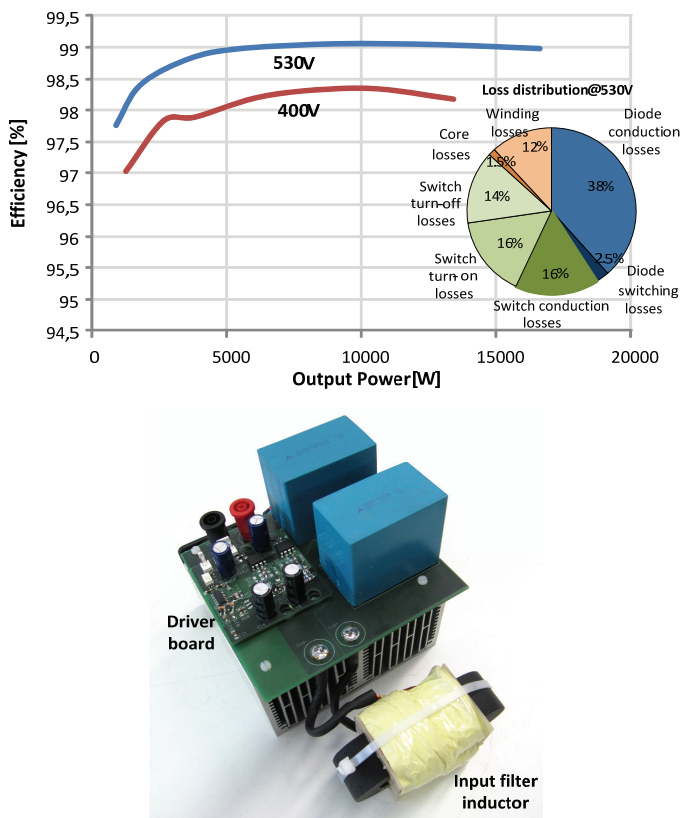 99,5
99
98,5
98
97,5
97
96,5
96
95,5
95
94,5
Efficiency [%]
0
5000
10000
15000
20000
Output Power[W]
530V
400V
Loss distribution@530V
Winding
losses
12%
Diode
conduction
losses
38%
Core
losses
1.5%
Switch
turn-off
losses
14%
Switch
turn-on
losses
16%
Switch conduction
losses
16%
2.5%
Diode
switching
losses
Driver
board
Input filter
inductor